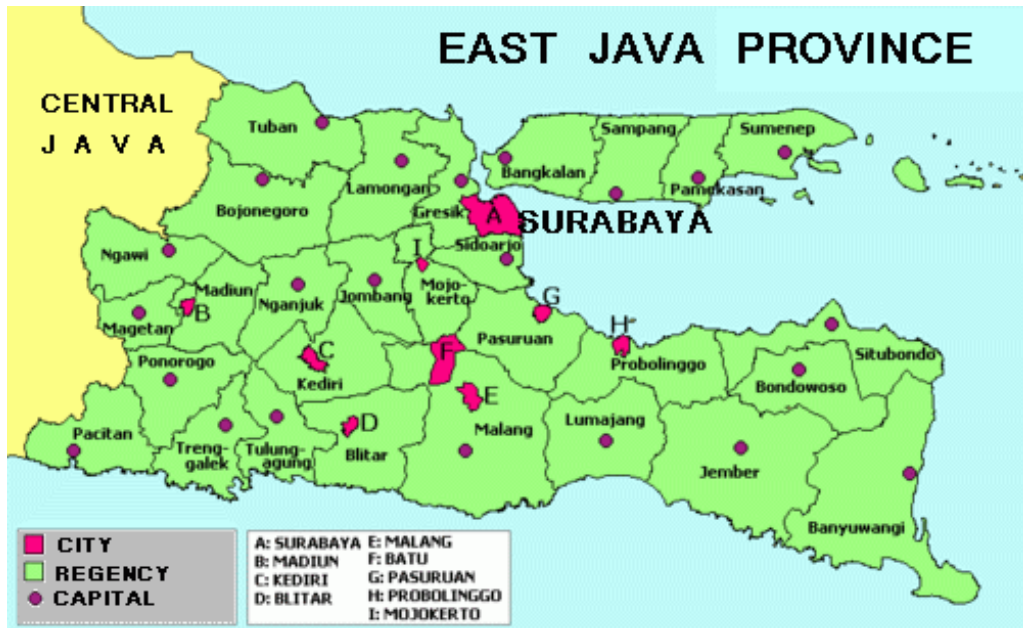 EAST JAVA PROVINCE
CENTRAL
JAVA
Tuban
Sampang
Sumenep
Lamongan
Bangkalan
Pamekasan
Bojonegoro
Gresik
A
SURABAYA
Ngawi
I
Sidoarjo
Madiun
Nganjuk
Jombang
Mojo-
kerto
B
G
Magetan
Pasuruan
H
Ponorogo
C
F
Kediri
Probolinggo
Situbondo
Bondowoso
E
Pacitan
D
Malang
Lumajang
Treng-
galek
Tulung-
agung
Blitar
Jember
Banyuwangi
CITY
REGENCY
CAPITAL
A: SURABAYA
B: MADIUN
C: KEDIRI
D: BLITAR
E: MALANG
F: BATU
G: PASURUAN
H: PROBOLINGGO
I: MOJOKERTO